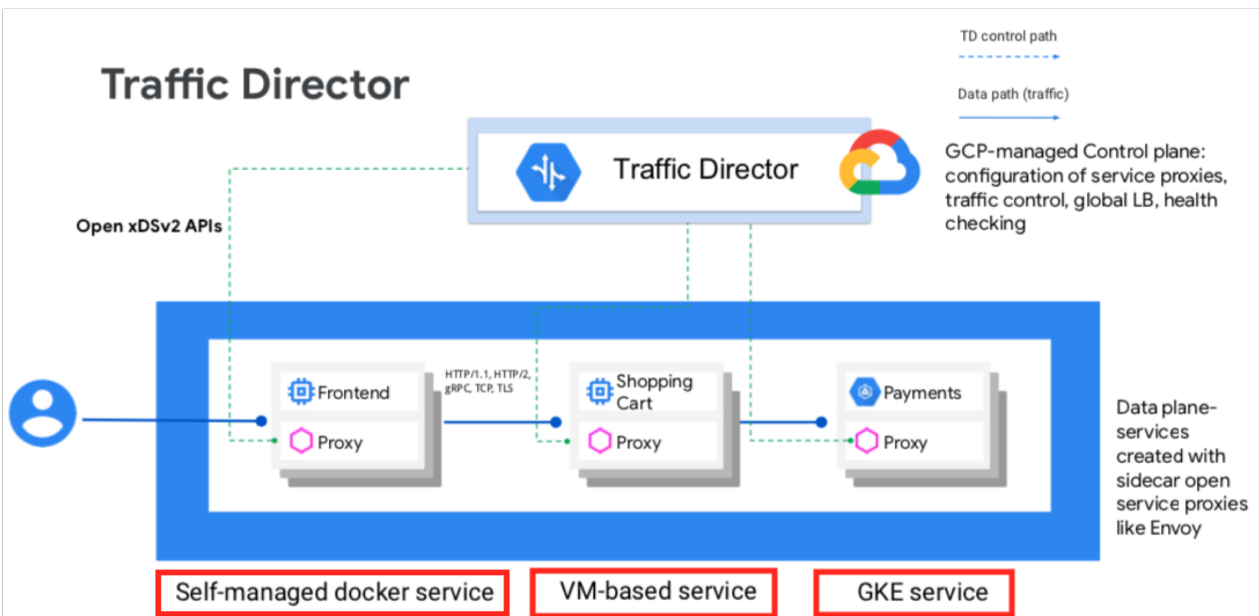 TD control path
Traffic Director
Data path (traffic)
Traffic Director
GCP-managed Control plane:
configuration of service proxies,
traffic control, global LB, health
checking
Open xDSv2 APIs
Frontend
Proxy
HTTP/1.1, HTTP/2,
gRPC, TCP, TLS
Shopping
Cart
Proxy
Payments
Proxy
Data plane-
services
created with
sidecar open
service proxies
like Envoy
Self-managed docker service
VM-based service
GKE service